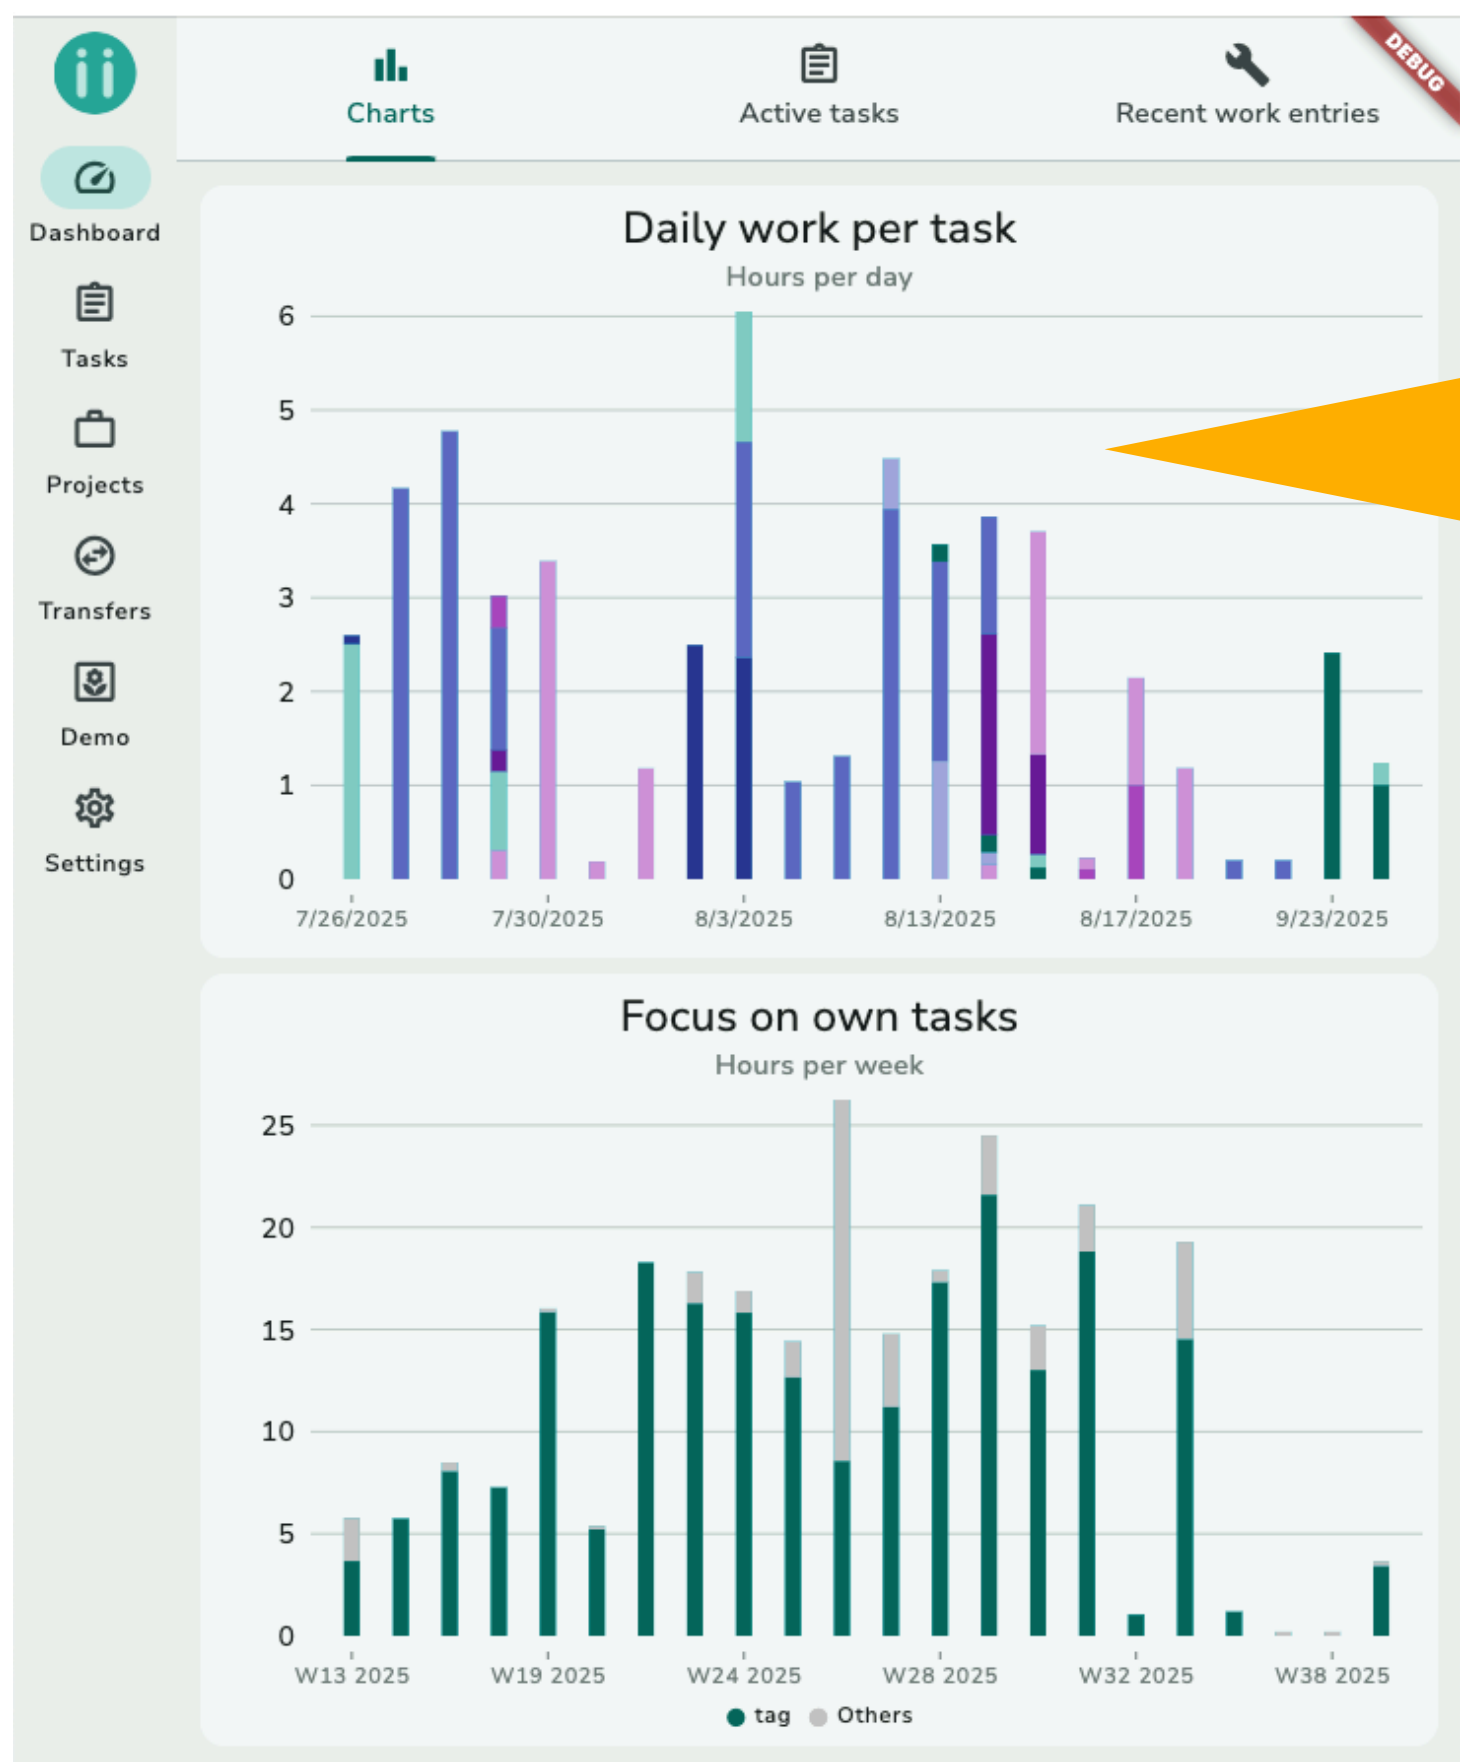 ii
Charts
Active tasks
Recent work entries
DEBUG
Dashboard
Tasks
Projects
Transfers
Demo
Settings
Daily work per task
Hours per day
6
5
4
3
2
1
0
7/26/2025 7/30/2025 8/3/2025 8/13/2025 8/17/2025 9/23/2025
Focus on own tasks
Hours per week
25
20
15
10
5
0
W13 2025 W19 2025 W24 2025 W28 2025 W32 2025 W38 2025
tag Others